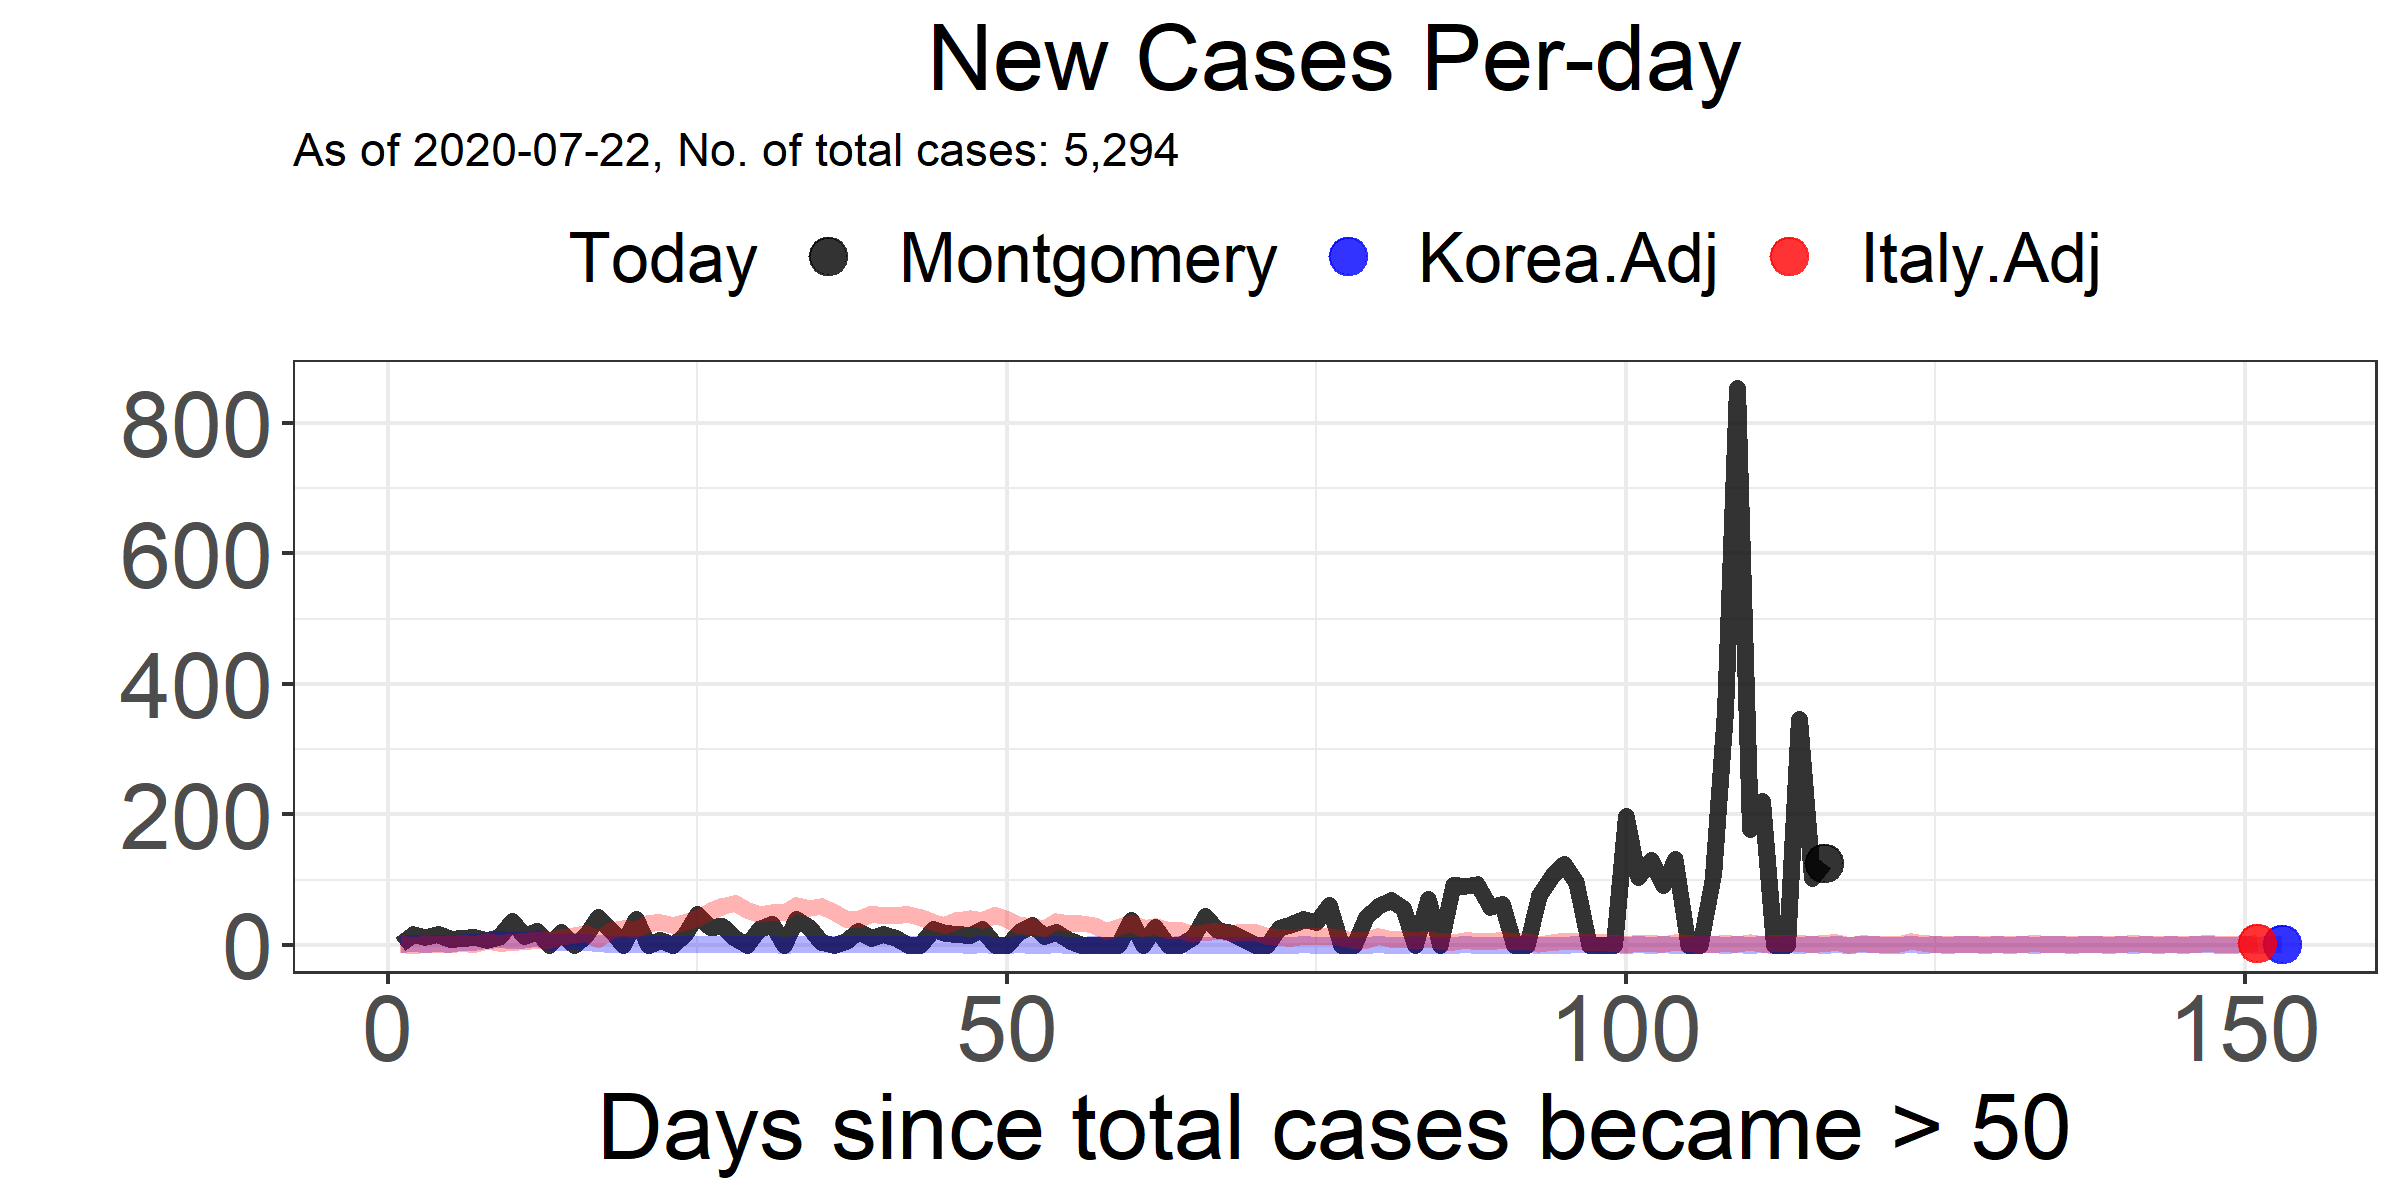 New Cases Per-day
As of 2020-07-22, No. of total cases: 5,294
Today Montgomery Korea.Adj Italy.Adj
800
600
400
200
0
0 50 100 150
Days since total cases became > 50